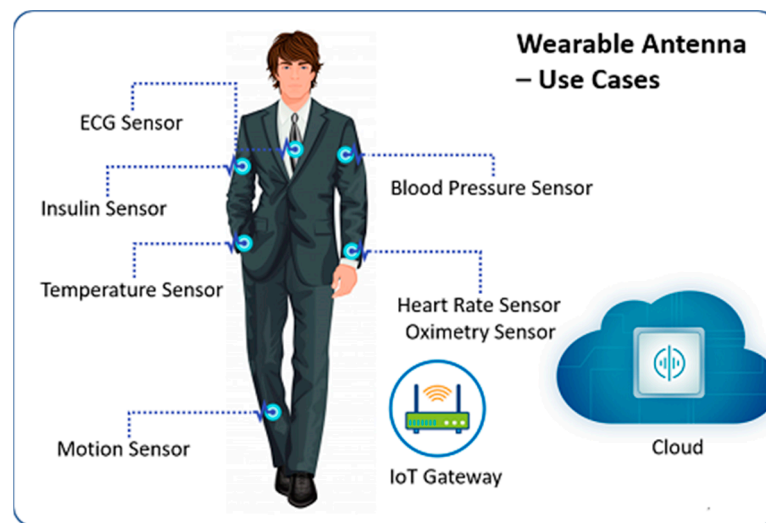 Wearable Antenna
– Use Cases
ECG Sensor
Insulin Sensor
Blood Pressure Sensor
Temperature Sensor
Heart Rate Sensor
Oximetry Sensor
Motion Sensor
IoT Gateway
Cloud